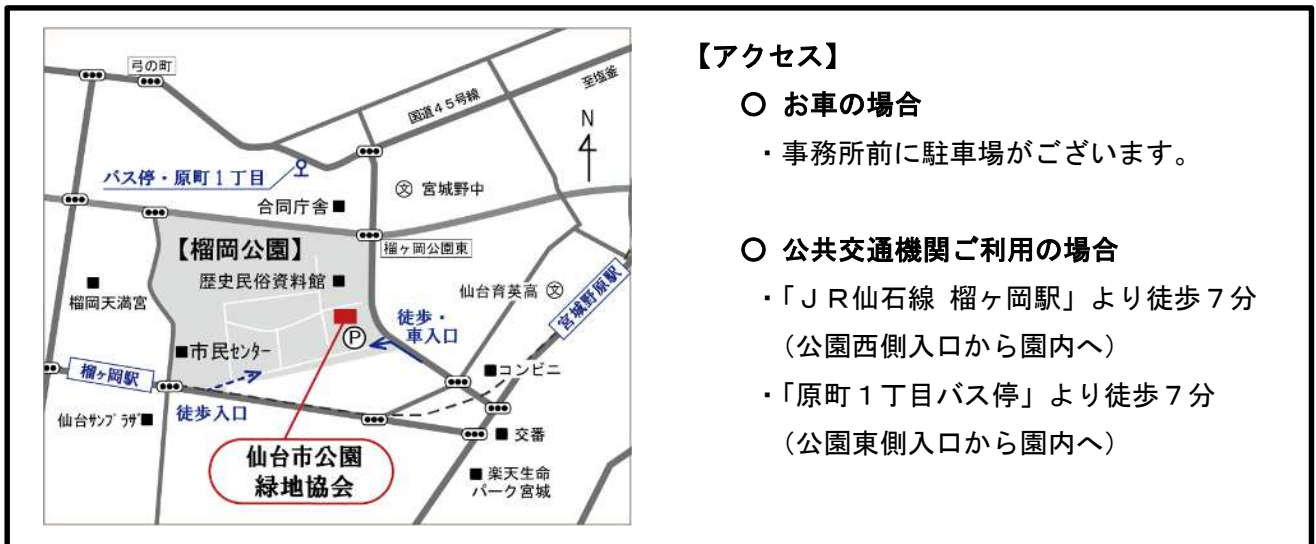 弓の町
国道45号線
至塩釜
N
バス停・原町1丁目
合同庁舎■
文 宮城野中
【榴岡公園】
榴ヶ岡公園東
歴史民俗資料館■
■
榴岡天満宮
仙台育英高 文
宮城野原駅
徒歩・
車入口
P
■市民センター
■コンビニ
榴ヶ岡駅
仙台サンプラザ■
徒歩入口
■交番
仙台市公園
緑地協会
■楽天生命
パーク宮城
【アクセス】
○ お車の場合
・事務所前に駐車場がございます。
○ 公共交通機関ご利用の場合
・「JR仙石線 榴ヶ岡駅」より徒歩7分
（公園西側入口から園内へ）
・「原町1丁目バス停」より徒歩7分
（公園東側入口から園内へ）